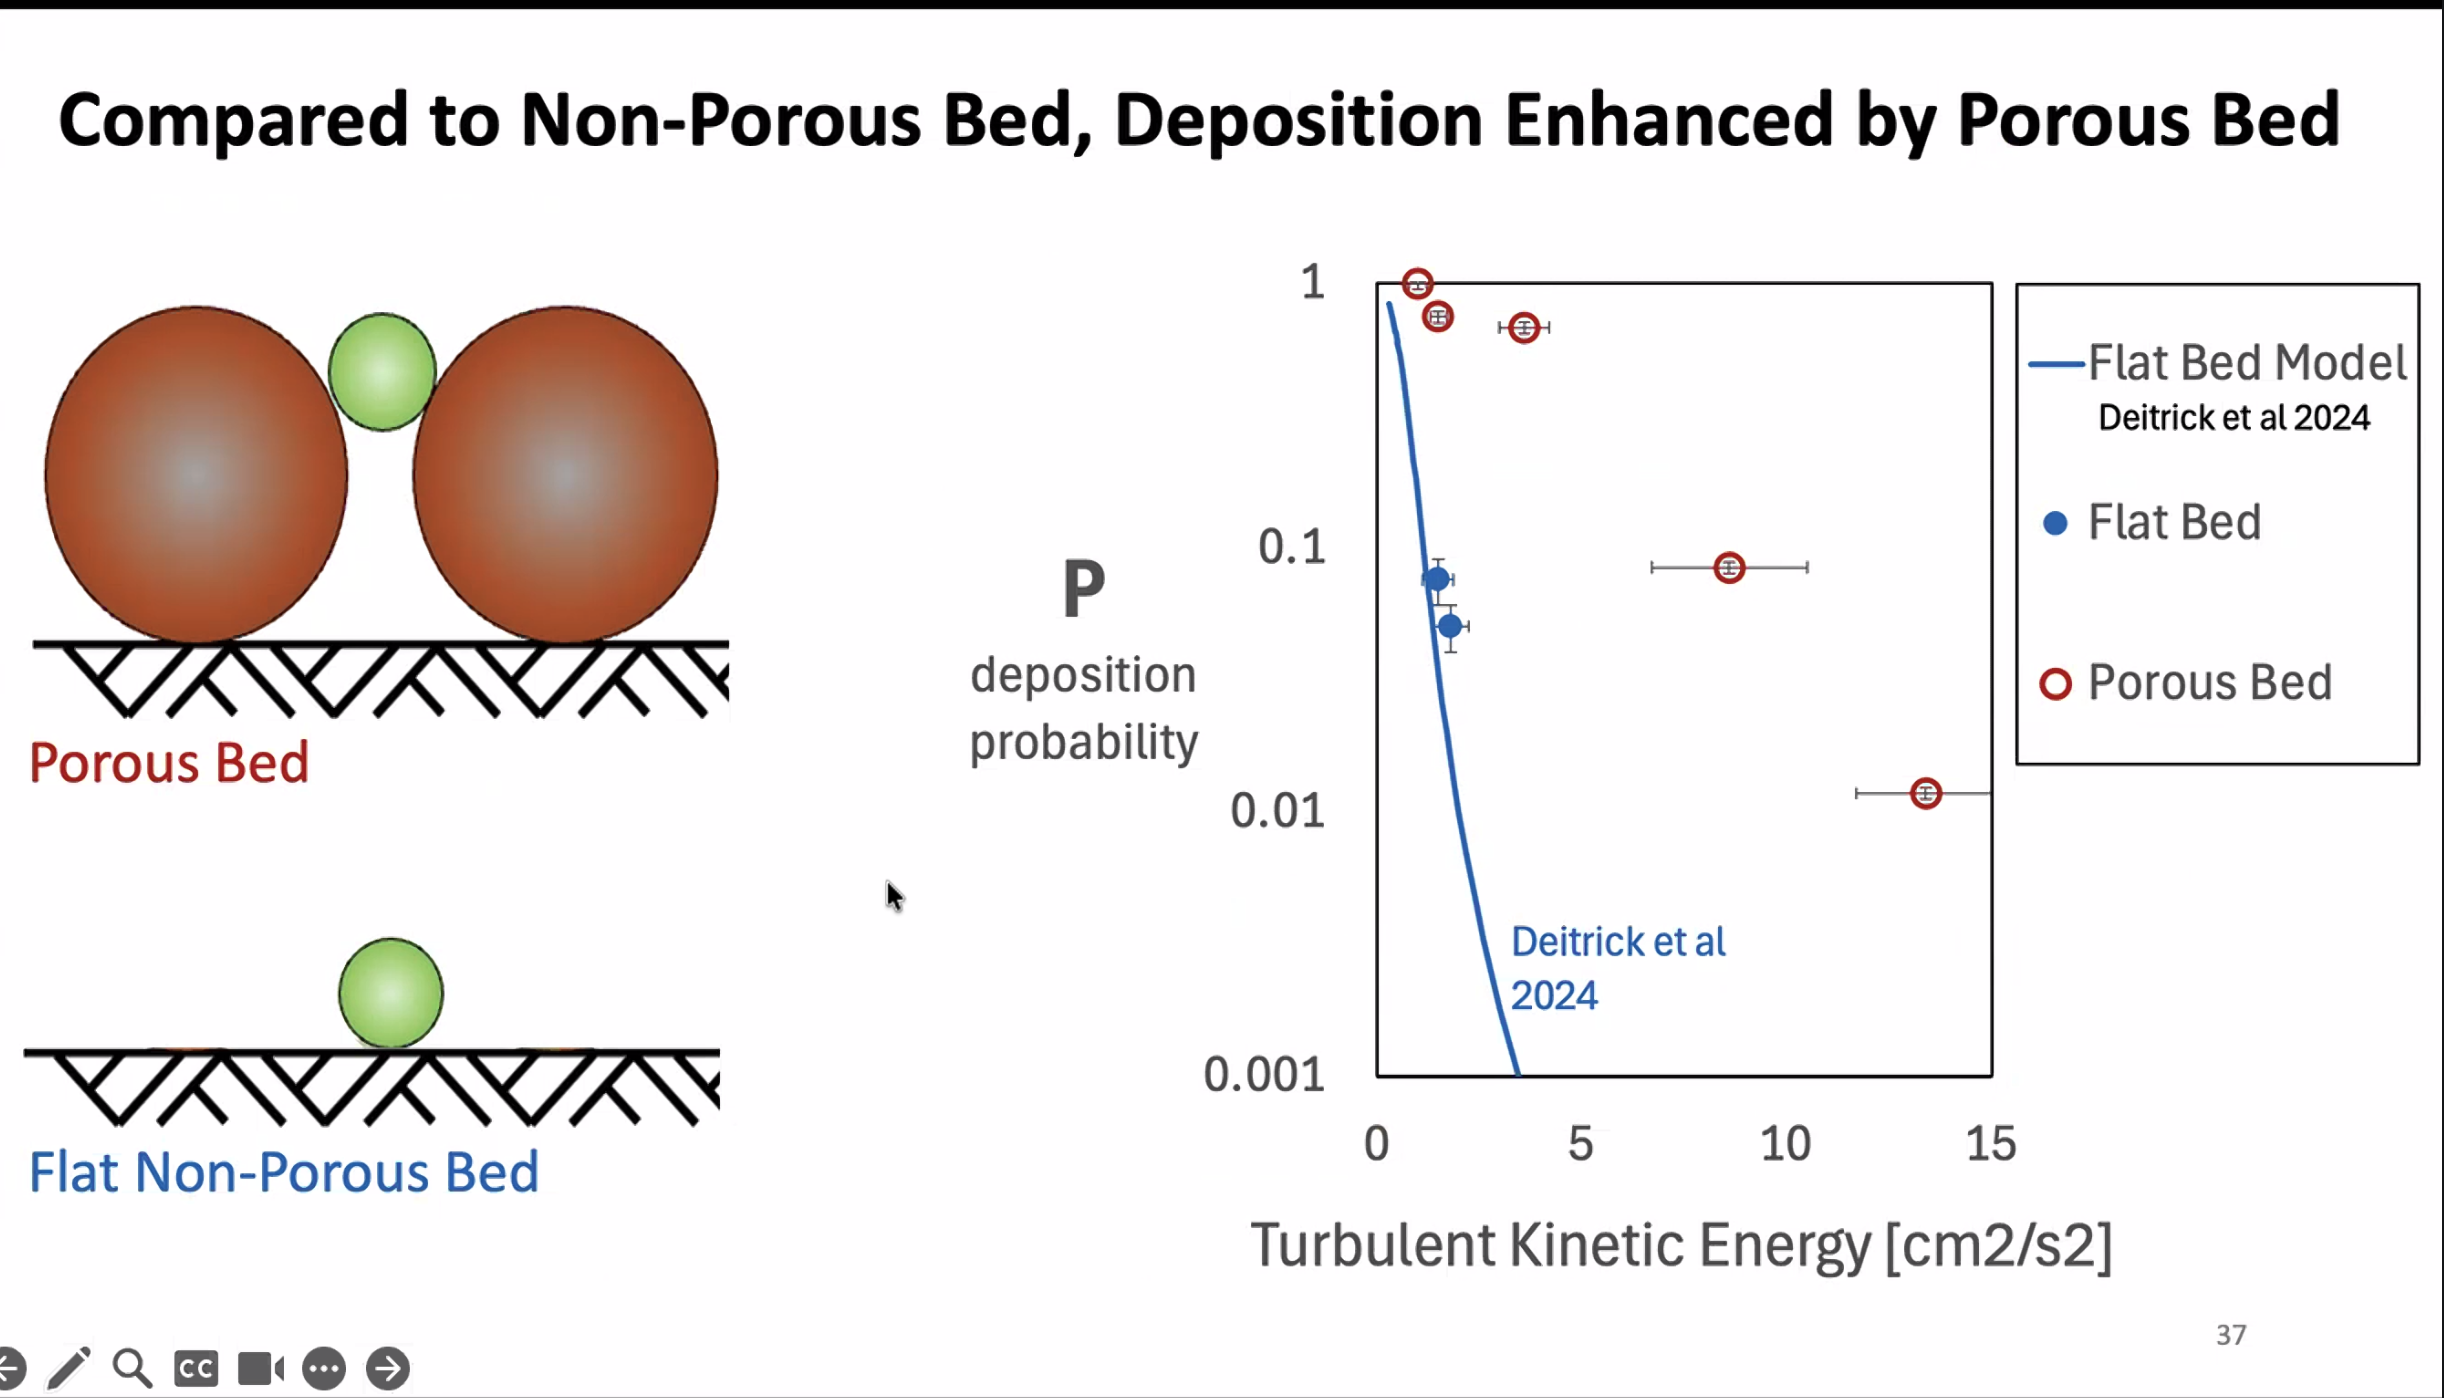 Compared to Non-Porous Bed, Deposition Enhanced by Porous Bed
Porous Bed
Flat Non-Porous Bed
P
deposition
probability
1
0.1
0.01
0.001
Deitrick et al
2024
0 5 10 15
Turbulent Kinetic Energy [cm2/s2]
Flat Bed Model
Deitrick et al 2024
Flat Bed
Porous Bed
37
CC